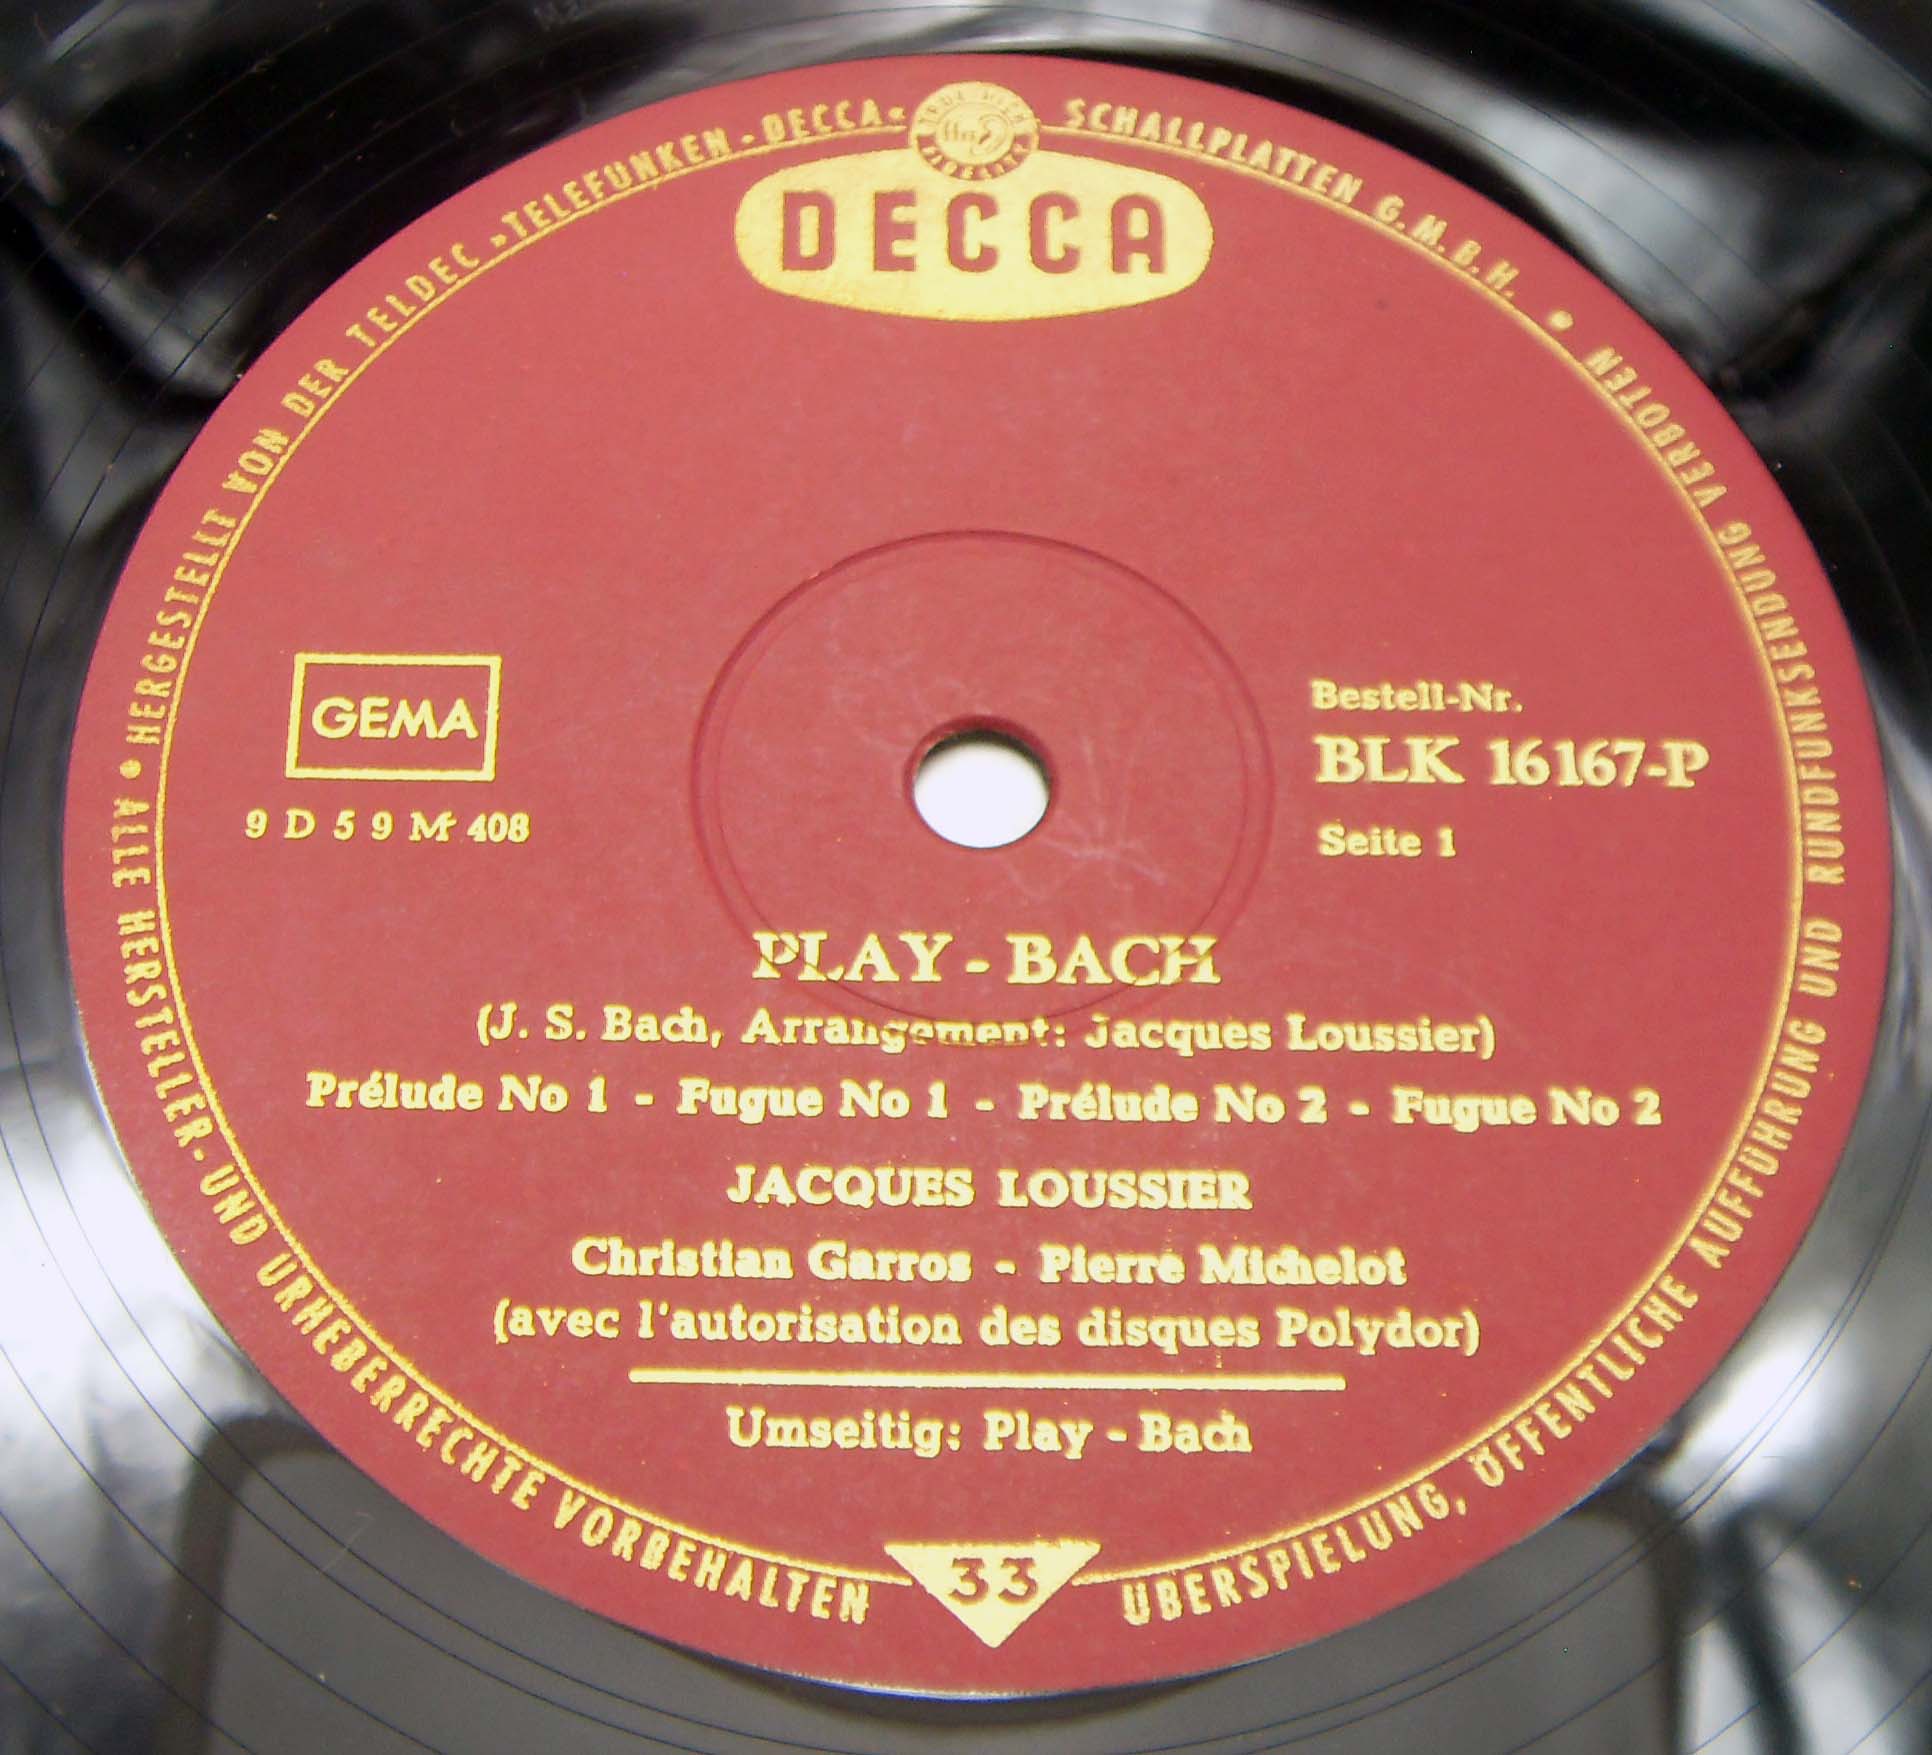 • HERGESTELLT VON DER TELDEC »TELEFUNKEN - DECCA« SCHALLPLATTEN G.M.B.H. •
DECCA
GEMA
9 D 5 9 Mr 408
Bestell-Nr.
BLK 16167-P
Seite 1
PLAY - BACH
(J. S. Bach, Arrangement: Jacques Loussier)
Prélude No 1 - Fugue No 1 - Prélude No 2 - Fugue No 2
JACQUES LOUSSIER
Christian Garros - Pierre Michelot
(avec l'autorisation des disques Polydor)
Umseitig: Play - Bach
33
ALLE HERSTELLER- UND URHEBERRECHTE VORBEHALTEN
ÜBERSPIELUNG, ÖFFENTLICHE AUFFÜHRUNG UND RUNDFUNKSENDUNG VERBOTEN